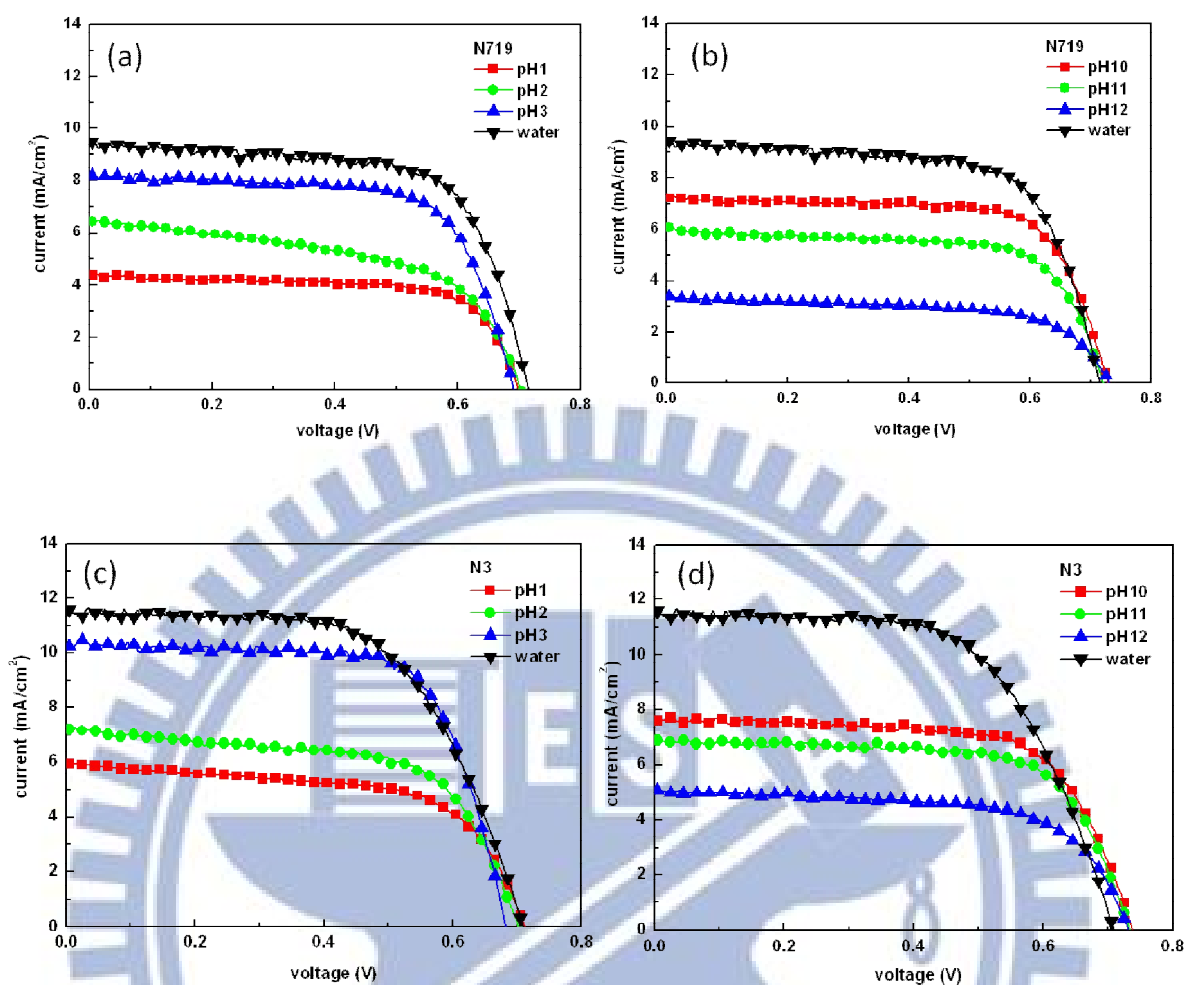 (a)
N719
pH1
pH2
pH3
water
14
12
10
8
6
4
2
0
current (mA/cm²)
0.0 0.2 0.4 0.6 0.8
voltage (V)
(b)
N719
pH10
pH11
pH12
water
14
12
10
8
6
4
2
0
current (mA/cm²)
0.0 0.2 0.4 0.6 0.8
voltage (V)
(c)
N3
pH1
pH2
pH3
water
14
12
10
8
6
4
2
0
current (mA/cm²)
0.0 0.2 0.4 0.6 0.8
voltage (V)
(d)
N3
pH10
pH11
pH12
water
14
12
10
8
6
4
2
0
current (mA/cm²)
0.0 0.2 0.4 0.6 0.8
voltage (V)